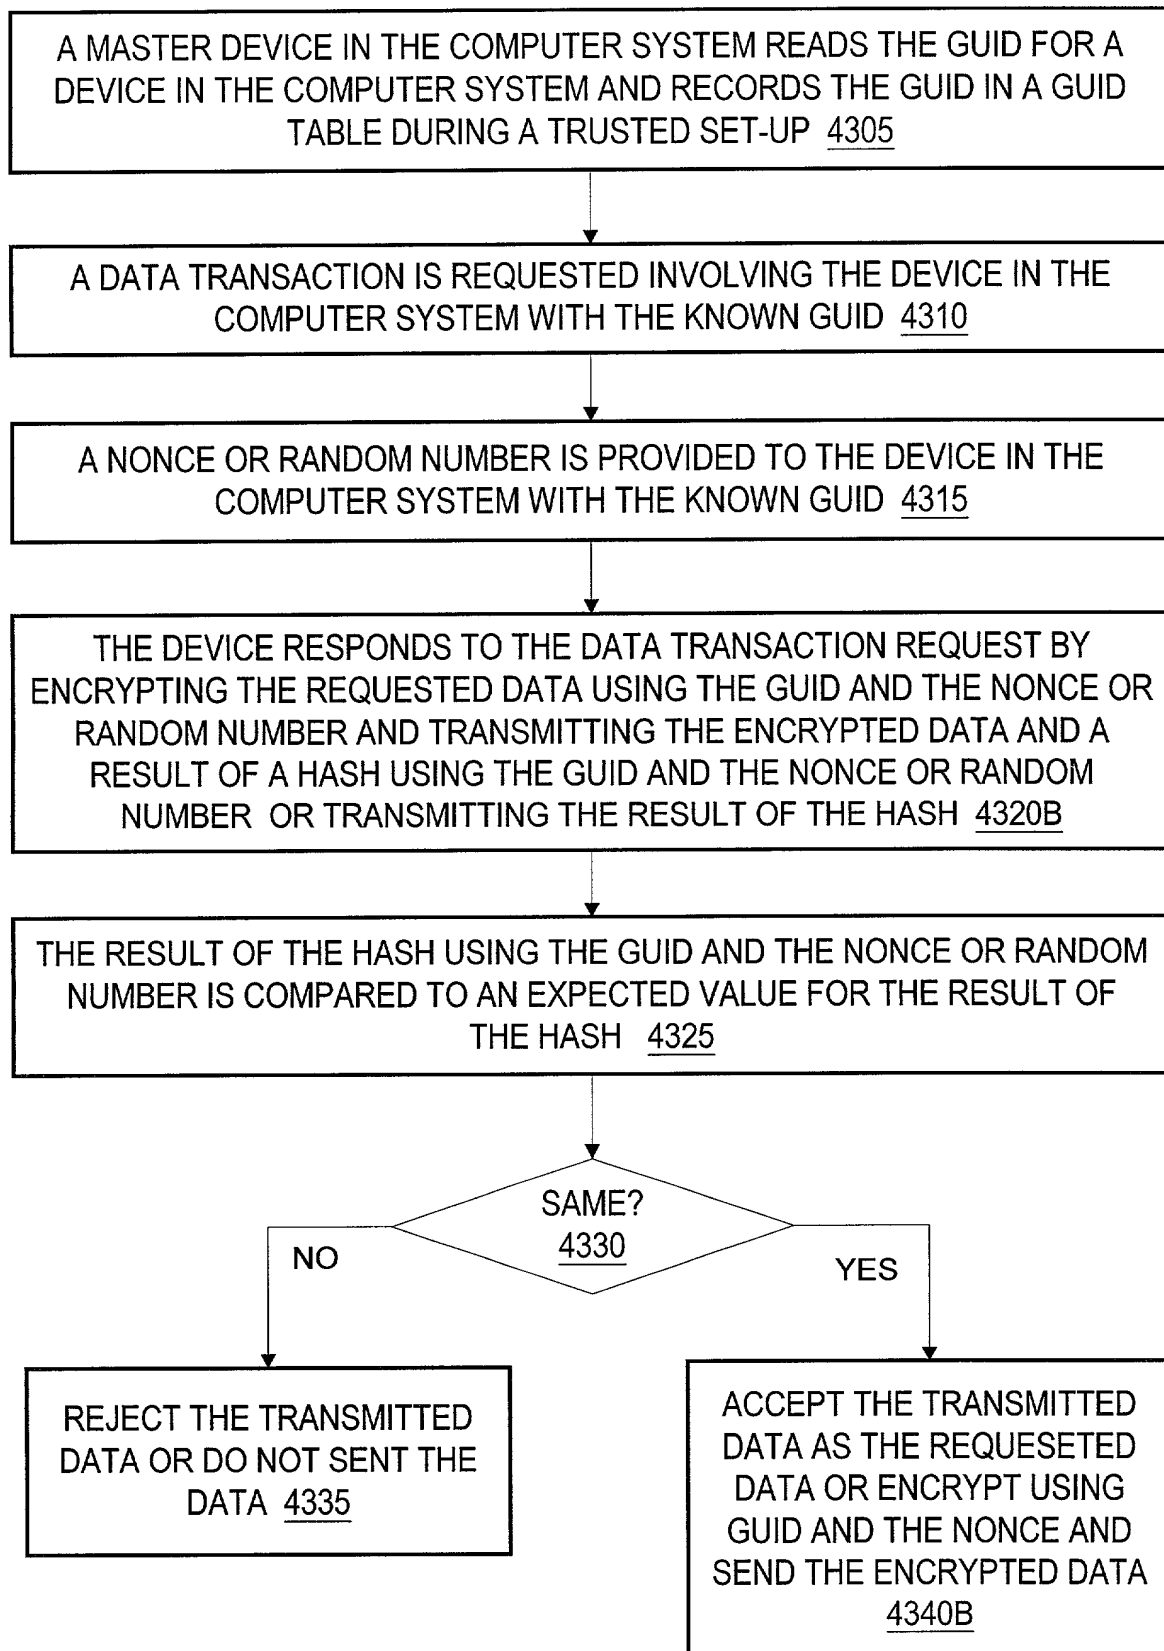 A MASTER DEVICE IN THE COMPUTER SYSTEM READS THE GUID FOR A
DEVICE IN THE COMPUTER SYSTEM AND RECORDS THE GUID IN A GUID
TABLE DURING A TRUSTED SET-UP 4305
A DATA TRANSACTION IS REQUESTED INVOLVING THE DEVICE IN THE
COMPUTER SYSTEM WITH THE KNOWN GUID 4310
A NONCE OR RANDOM NUMBER IS PROVIDED TO THE DEVICE IN THE
COMPUTER SYSTEM WITH THE KNOWN GUID 4315
THE DEVICE RESPONDS TO THE DATA TRANSACTION REQUEST BY
ENCRYPTING THE REQUESTED DATA USING THE GUID AND THE NONCE OR
RANDOM NUMBER AND TRANSMITTING THE ENCRYPTED DATA AND A
RESULT OF A HASH USING THE GUID AND THE NONCE OR RANDOM
NUMBER OR TRANSMITTING THE RESULT OF THE HASH 4320B
THE RESULT OF THE HASH USING THE GUID AND THE NONCE OR RANDOM
NUMBER IS COMPARED TO AN EXPECTED VALUE FOR THE RESULT OF
THE HASH 4325
SAME?
4330
NO
YES
REJECT THE TRANSMITTED
DATA OR DO NOT SENT THE
DATA 4335
ACCEPT THE TRANSMITTED
DATA AS THE REQUESETED
DATA OR ENCRYPT USING
GUID AND THE NONCE AND
SEND THE ENCRYPTED DATA
4340B